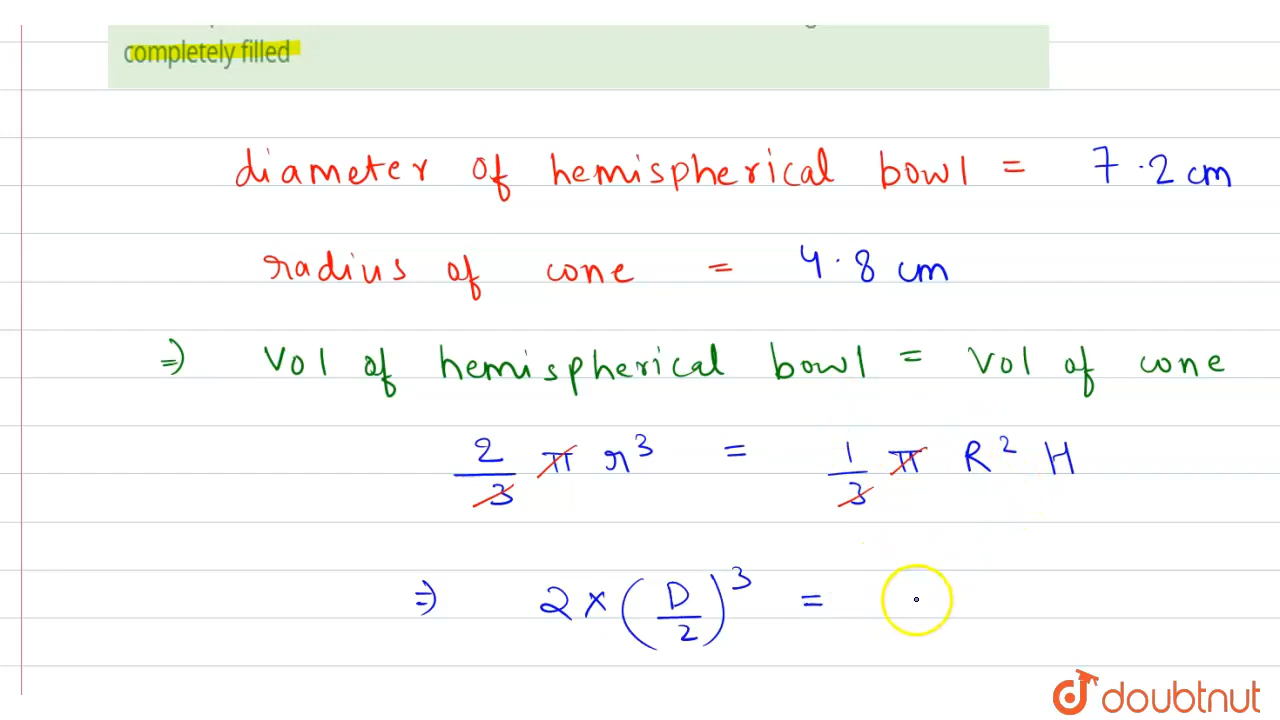 completely filled
diameter of hemispherical bowl = 7.2 cm
radius of cone = 4.8 cm
⇒ Vol of hemispherical bowl = Vol of cone
2/3 π r³ = 1/3 π R² H
⇒ 2 × (D/2)³ =
doubtnut